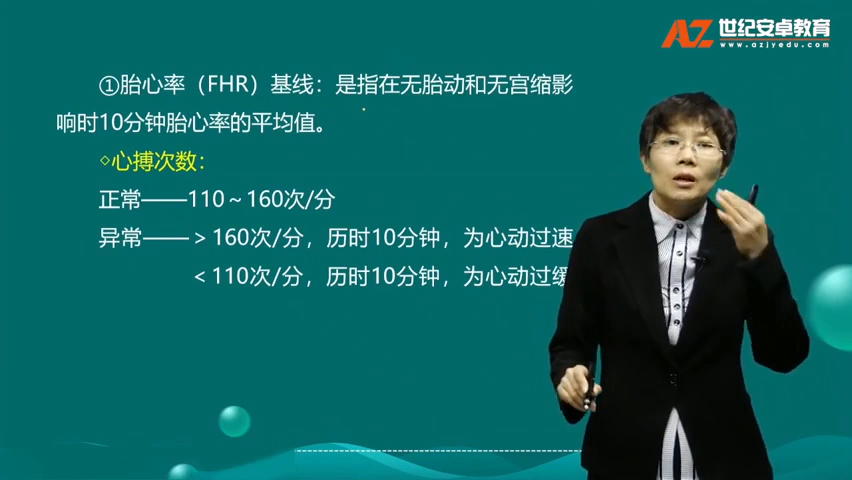 AZ 世纪安卓教育
www.azjyedu.com
①胎心率（FHR）基线：是指在无胎动和无宫缩影
响时10分钟胎心率的平均值。
◇心搏次数：
正常——110～160次/分
异常——＞160次/分，历时10分钟，为心动过速
＜110次/分，历时10分钟，为心动过缓